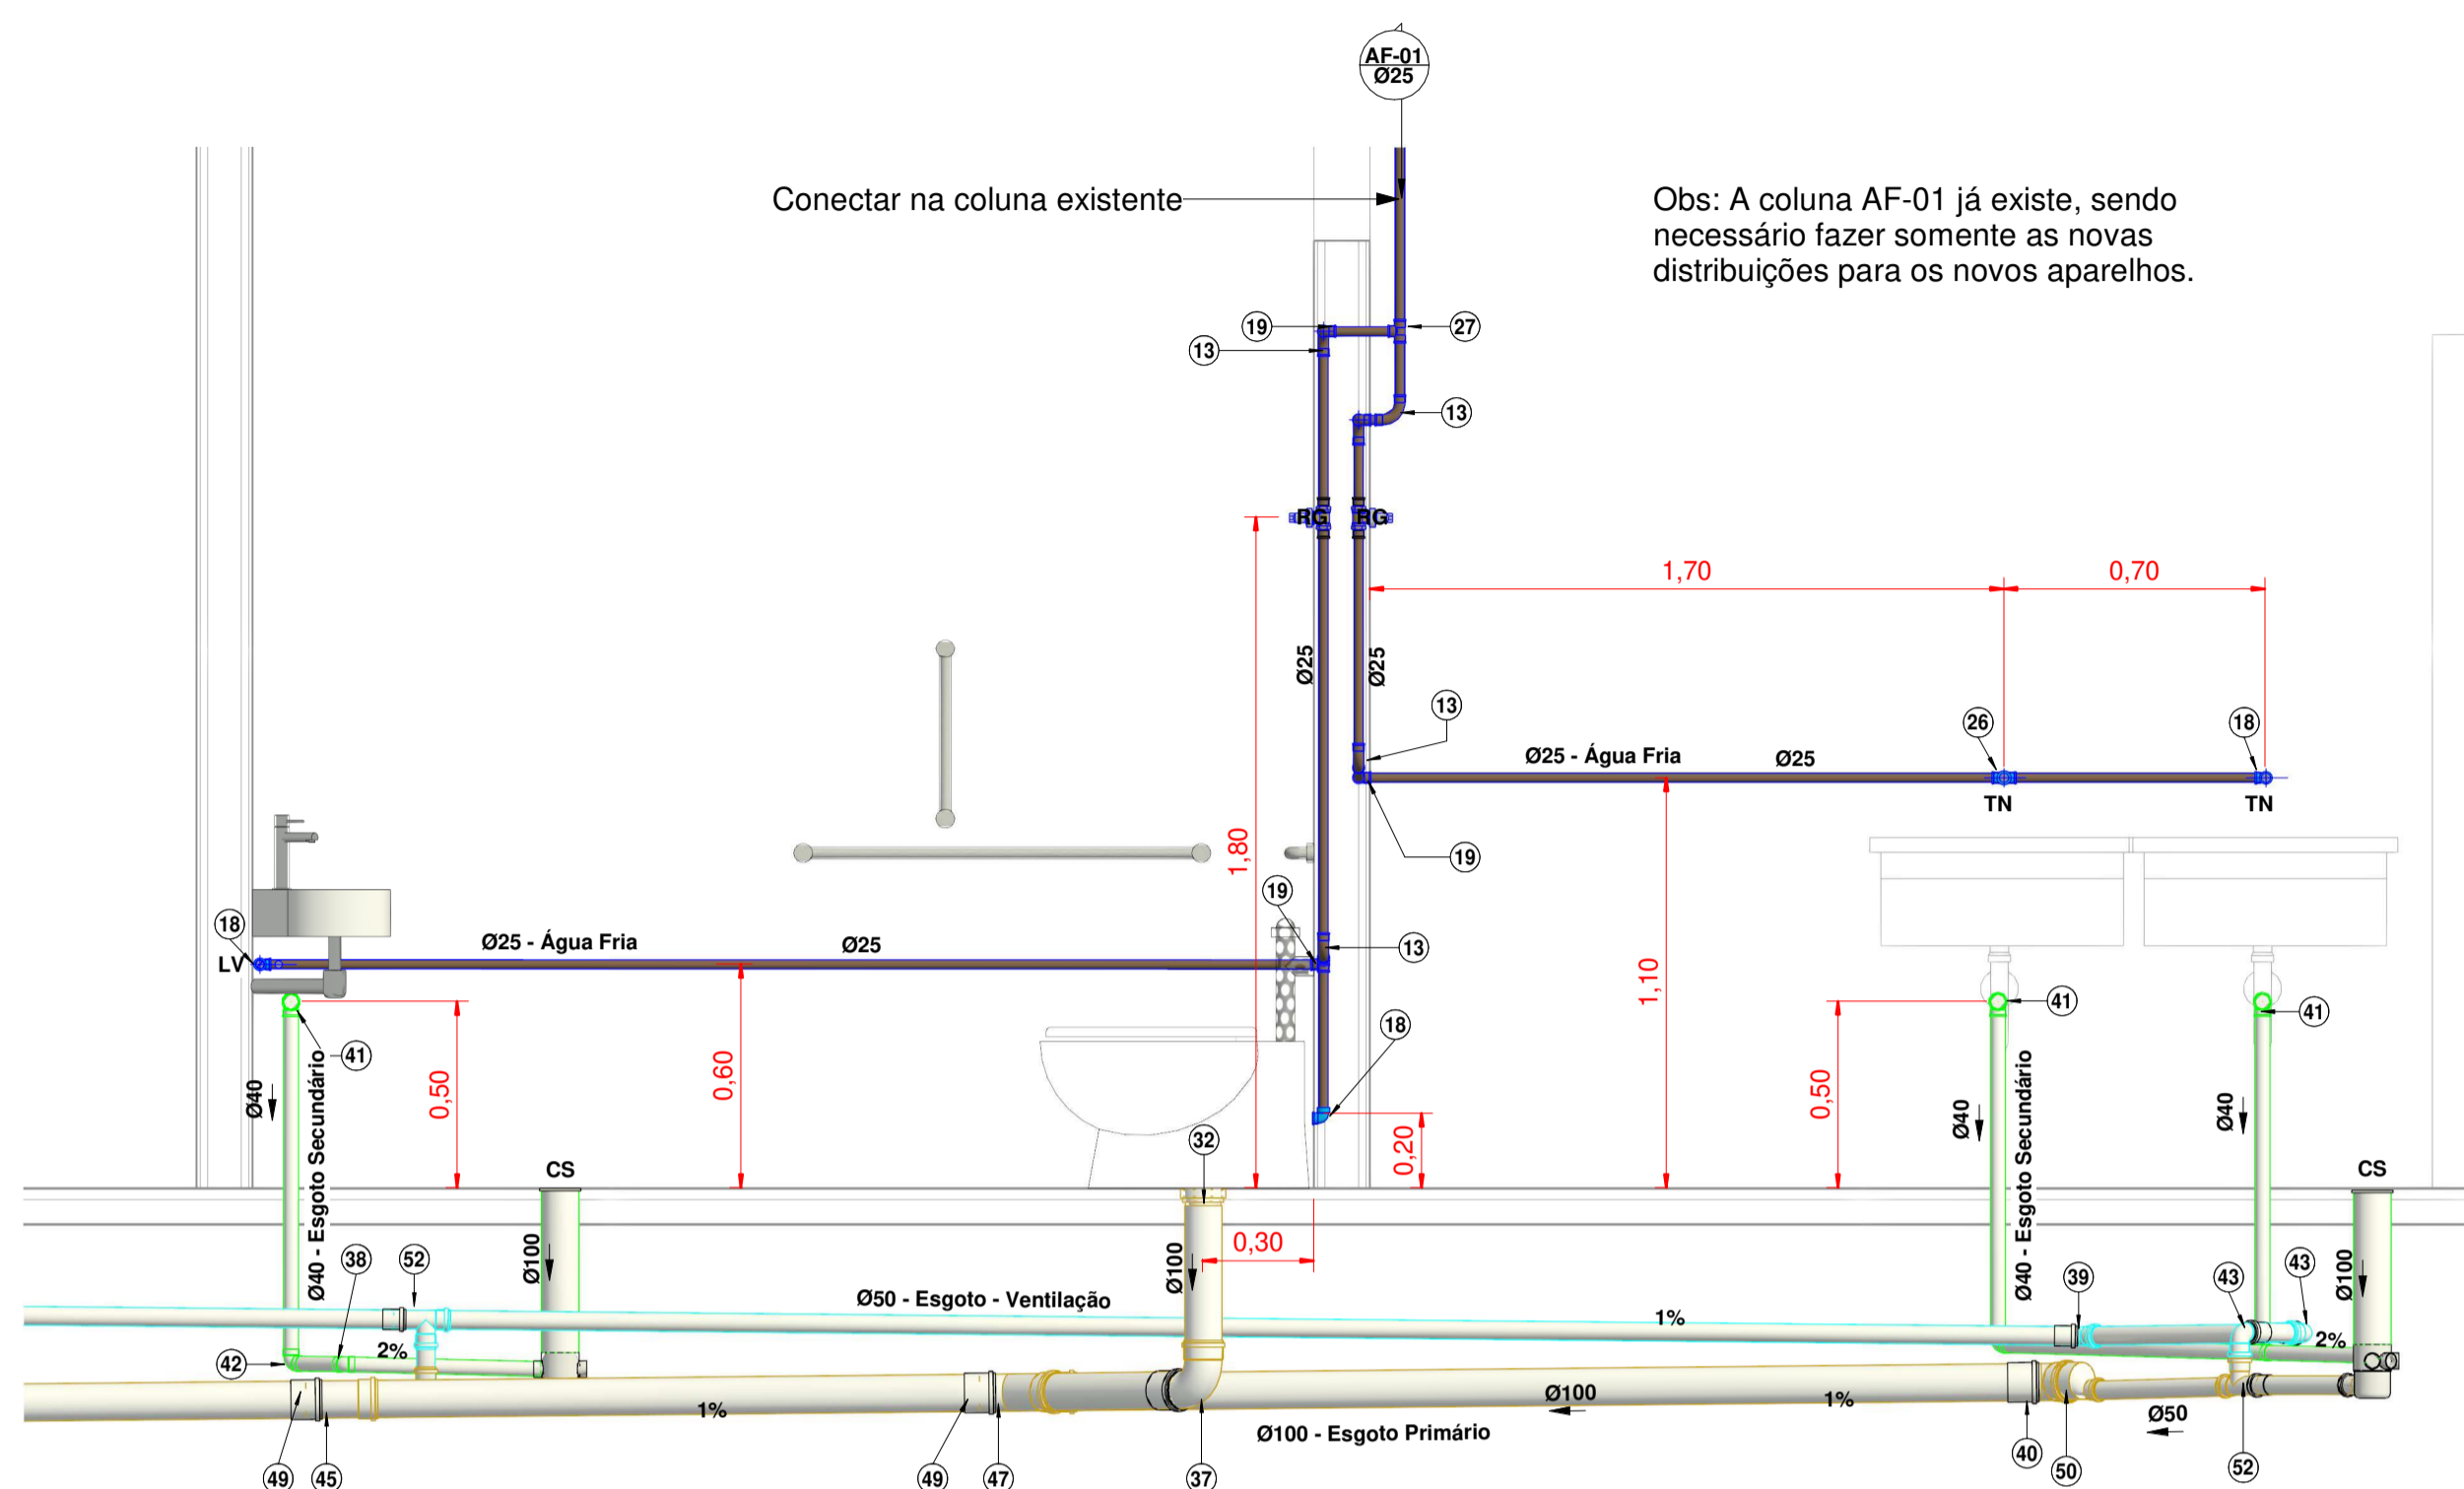 AF-01
Ø25
Conectar na coluna existente
Obs: A coluna AF-01 já existe, sendo
necessário fazer somente as novas
distribuições para os novos aparelhos.
19
27
13
13
RG
RG
1,70
0,70
Ø25
Ø25
13
26
18
Ø25 - Água Fria
Ø25
TN
TN
1,80
19
19
18
Ø25 - Água Fria
Ø25
13
LV
1,10
41
41
18
41
0,50
0,60
0,50
Ø40
Ø40 - Esgoto Secundário
Ø40
Ø40 - Esgoto Secundário
Ø40
32
0,20
CS
CS
0,30
38
52
Ø100
Ø100
39
43
43
Ø100
Ø50 - Esgoto - Ventilação
1%
2%
42
2%
1%
Ø100
1%
Ø50
Ø100 - Esgoto Primário
49
45
49
47
37
40
50
52